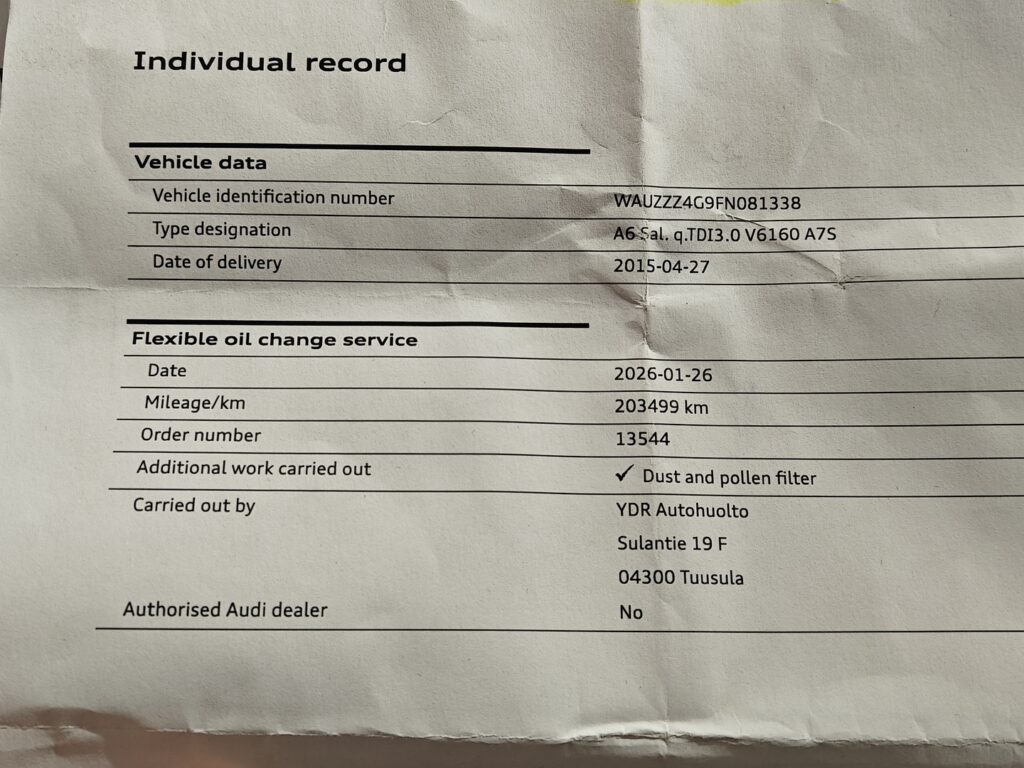 Individual record
Vehicle data
Vehicle identification number WAUZZZ4G9FN081338
Type designation A6 Sal. q.TDI3.0 V6160 A7S
Date of delivery 2015-04-27
Flexible oil change service
Date 2026-01-26
Mileage/km 203499 km
Order number 13544
Additional work carried out ✓ Dust and pollen filter
Carried out by YDR Autohuolto
Sulantie 19 F
04300 Tuusula
Authorised Audi dealer No